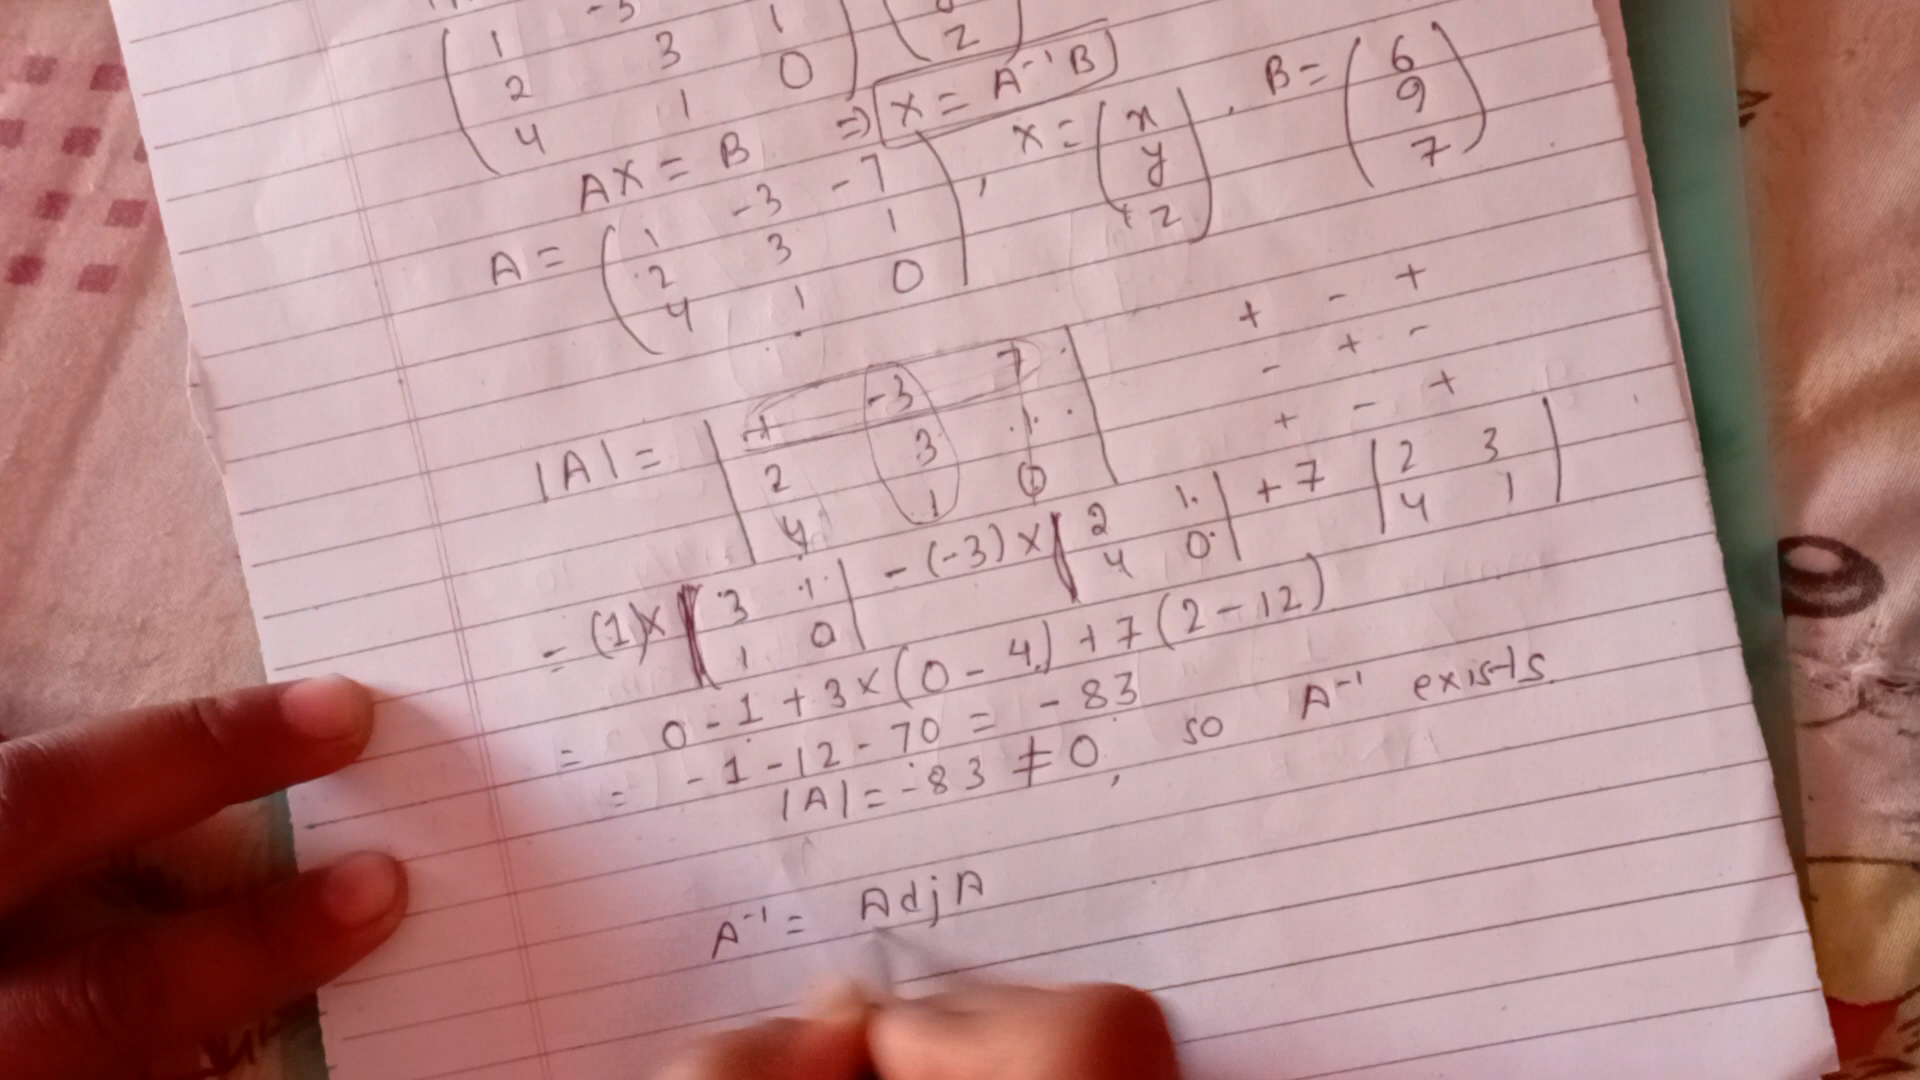 1 -3
2 3 1
4 1 0 z
AX = B ⇒ X = A⁻¹B
A = ( 1 -3 -7 ; 2 3 1 ; 4 1 0 ) , X = ( x ; y ; z ) , B = ( 6 ; 9 ; 7 )
+ - +
- + -
+ - +
|A| = | 1 -3 7 ; 2 3 1 ; 4 1 0 |
= (1)× | 3 1 ; 1 0 | - (-3) × | 2 1 ; 4 0 | + 7 | 2 3 ; 4 1 |
= 0 - 1 + 3 × (0 - 4) + 7 (2 - 12)
= - 1 - 12 - 70 = - 83
|A| = - 83 ≠ 0, so A⁻¹ exists.
A⁻¹ = Adj A